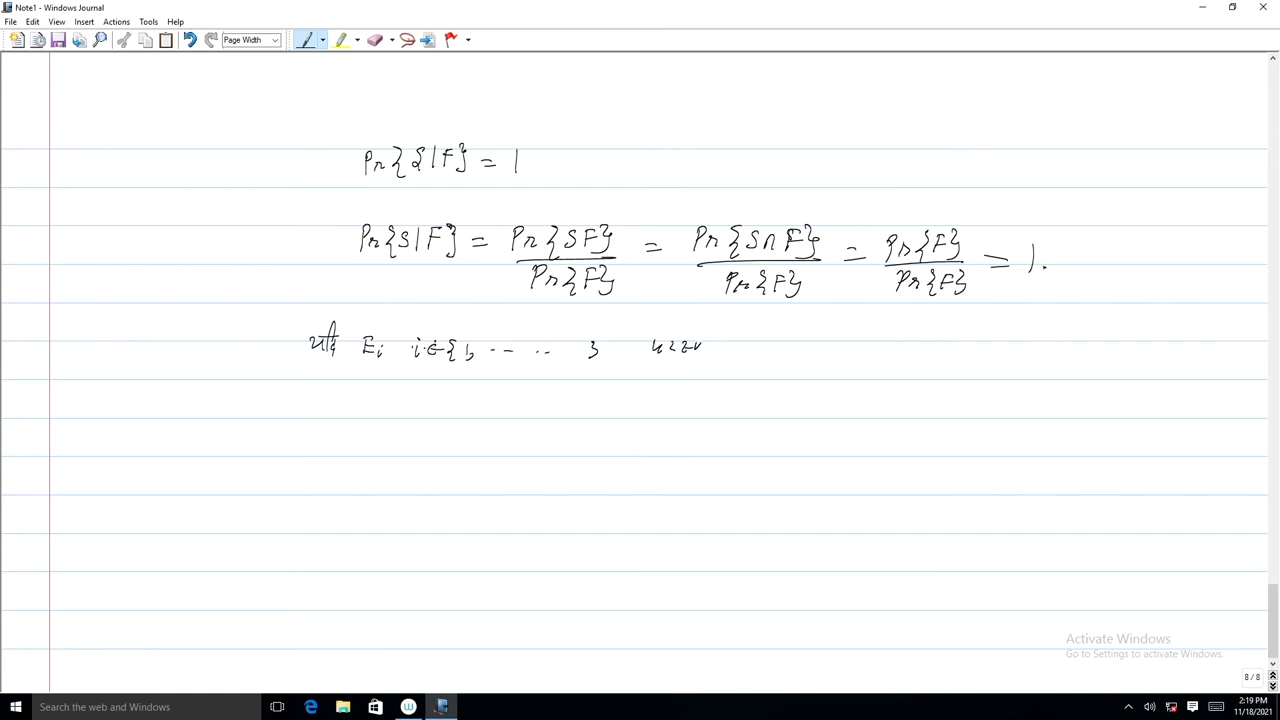 Note1 - Windows Journal
File Edit View Insert Actions Tools Help
Page Width
Pr{S|F} = 1
Pr{S|F} = Pr{SF} / Pr{F} = Pr{S∩F} / Pr{F} = Pr{F} / Pr{F} = 1.
Ei i∈{1, -- .. }
Activate Windows
Go to Settings to activate Windows.
8 / 8
Search the web and Windows
2:19 PM
11/18/2021